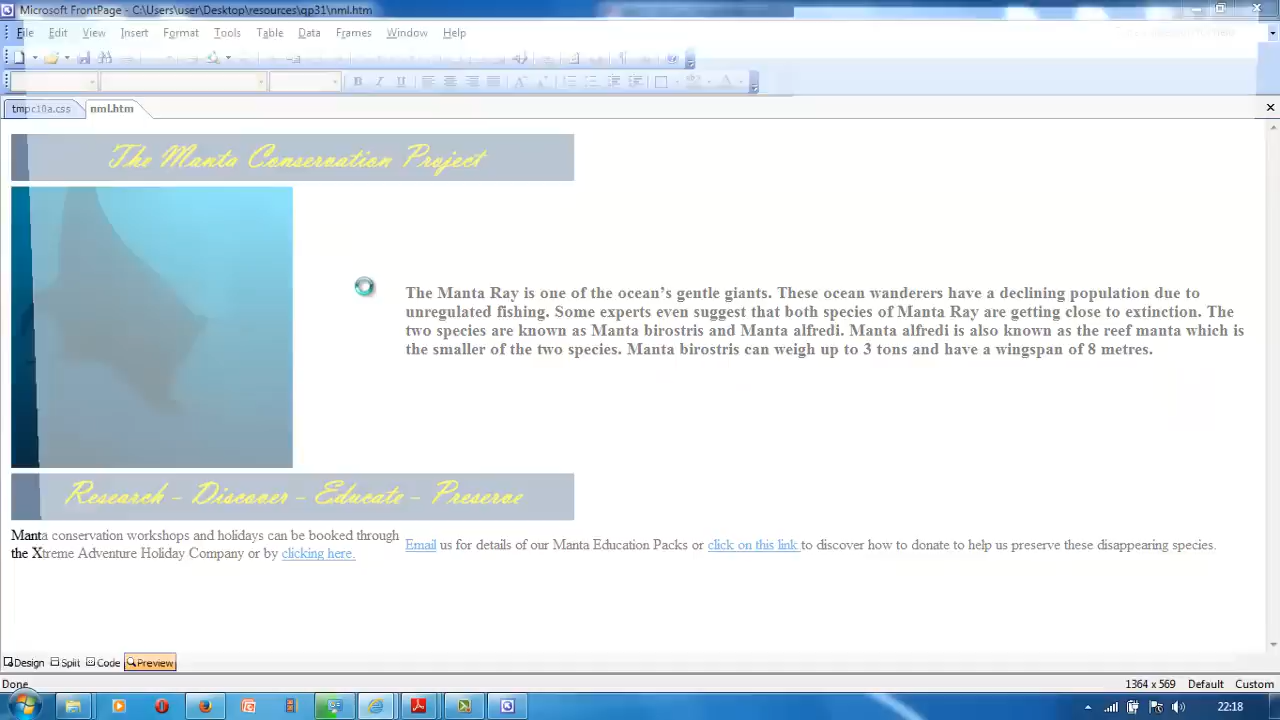 Microsoft FrontPage - C:\Users\user\Desktop\resources\qp31\nml.htm
File Edit View Insert Format Tools Table Data Frames Window Help
tmpc10a.css nml.htm
The Manta Conservation Project
The Manta Ray is one of the ocean’s gentle giants. These ocean wanderers have a declining population due to
unregulated fishing. Some experts even suggest that both species of Manta Ray are getting close to extinction. The
two species are known as Manta birostris and Manta alfredi. Manta alfredi is also known as the reef manta which is
the smaller of the two species. Manta birostris can weigh up to 3 tons and have a wingspan of 8 metres.
Research - Discover - Educate - Preserve
Manta conservation workshops and holidays can be booked through
the Xtreme Adventure Holiday Company or by clicking here.
Email us for details of our Manta Education Packs or click on this link to discover how to donate to help us preserve these disappearing species.
Design Split Code Preview
Done 1364 x 569 Default Custom
22:18